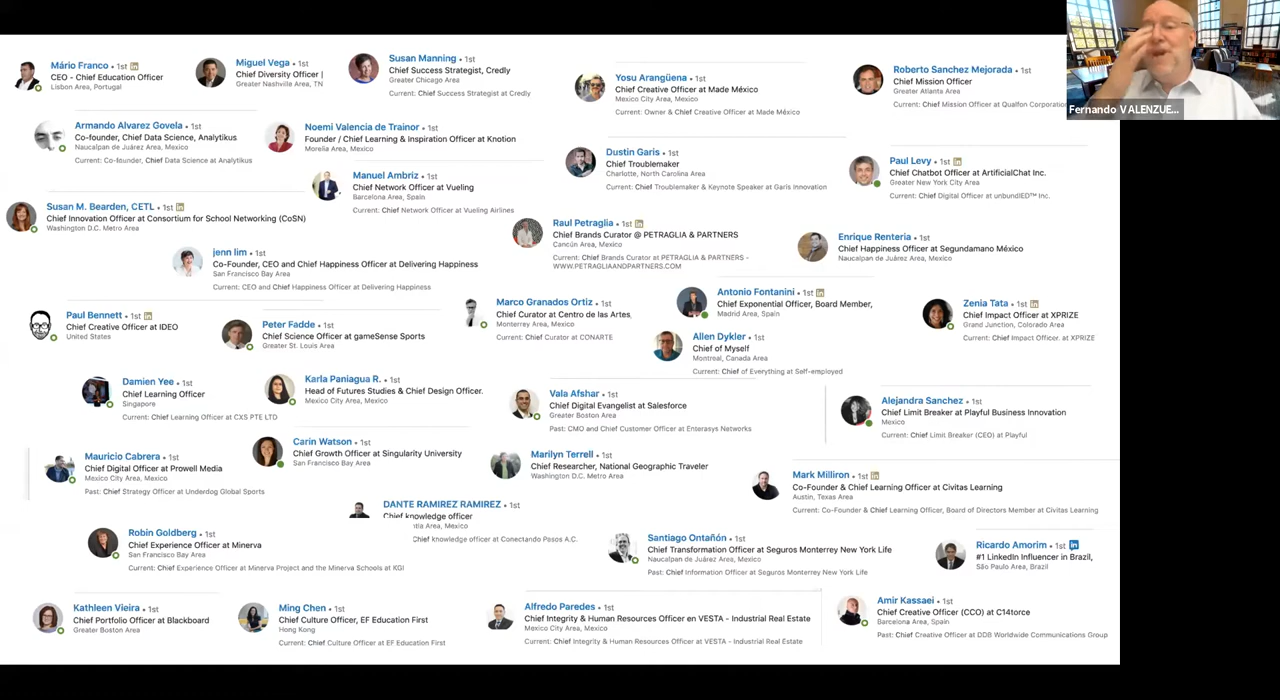 Mário Franco • 1st in
CEO - Chief Education Officer
Lisbon Area, Portugal
Miguel Vega • 1st
Chief Diversity Officer |
Greater Nashville Area, TN
Susan Manning • 1st
Chief Success Strategist, Credly
Greater Chicago Area
Current: Chief Success Strategist at Credly
Yosu Arangüena • 1st
Chief Creative Officer at Made México
Mexico City Area, Mexico
Current: Owner & Chief Creative Officer at Made México
Roberto Sanchez Mejorada • 1st
Chief Mission Officer
Greater Atlanta Area
Current: Chief Mission Officer at Qualfon Corporation
Fernando VALENZUE...
Armando Alvarez Govela • 1st
Co-founder, Chief Data Science, Analytikus
Naucalpan de Juárez Area, Mexico
Current: Co-founder, Chief Data Science at Analytikus
Noemi Valencia de Trainor • 1st
Founder / Chief Learning & Inspiration Officer at Knotion
Morelia Area, Mexico
Manuel Ambriz • 1st
Chief Network Officer at Vueling
Barcelona Area, Spain
Current: Chief Network Officer at Vueling Airlines
Dustin Garis • 1st
Chief Troublemaker
Charlotte, North Carolina Area
Current: Chief Troublemaker & Keynote Speaker at Garis Innovation
Paul Levy • 1st in
Chief Chatbot Officer at ArtificialChat Inc.
Greater New York City Area
Current: Chief Digital Officer at unbundlED™ Inc.
Susan M. Bearden, CETL • 1st in
Chief Innovation Officer at Consortium for School Networking (CoSN)
Washington D.C. Metro Area
jenn lim • 1st
Co-Founder, CEO and Chief Happiness Officer at Delivering Happiness
San Francisco Bay Area
Current: CEO and Chief Happiness Officer at Delivering Happiness
Raul Petraglia • 1st in
Chief Brands Curator @ PETRAGLIA & PARTNERS
Cancún Area, Mexico
Current: Chief Brands Curator at PETRAGLIA & PARTNERS -
WWW.PETRAGLIAANDPARTNERS.COM
Enrique Renteria • 1st
Chief Happiness Officer at Segundamano México
Naucalpan de Juárez Area, Mexico
Paul Bennett • 1st in
Chief Creative Officer at IDEO
United States
Peter Fadde • 1st
Chief Science Officer at gameSense Sports
Greater St. Louis Area
Marco Granados Ortiz • 1st
Chief Curator at Centro de las Artes,
Monterrey Area, Mexico
Current: Chief Curator at CONARTE
Antonio Fontanini • 1st in
Chief Exponential Officer, Board Member,
Madrid Area, Spain
Zenia Tata • 1st in
Chief Impact Officer at XPRIZE
Grand Junction, Colorado Area
Current: Chief Impact Officer. at XPRIZE
Allen Dykler • 1st
Chief of Myself
Montreal, Canada Area
Current: Chief of Everything at Self-employed
Damien Yee • 1st
Chief Learning Officer
Singapore
Current: Chief Learning Officer at CXS PTE LTD
Karla Paniagua R. • 1st
Head of Futures Studies & Chief Design Officer.
Mexico City Area, Mexico
Vala Afshar • 1st
Chief Digital Evangelist at Salesforce
Greater Boston Area
Past: CMO and Chief Customer Officer at Enterasys Networks
Alejandra Sanchez • 1st
Chief Limit Breaker at Playful Business Innovation
Mexico
Current: Chief Limit Breaker (CEO) at Playful
Mauricio Cabrera • 1st
Chief Digital Officer at Prowell Media
Mexico City Area, Mexico
Past: Chief Strategy Officer at Underdog Global Sports
Carin Watson • 1st
Chief Growth Officer at Singularity University
San Francisco Bay Area
Marilyn Terrell • 1st
Chief Researcher, National Geographic Traveler
Washington D.C. Metro Area
Mark Milliron • 1st in
Co-Founder & Chief Learning Officer at Civitas Learning
Austin, Texas Area
Current: Co-Founder & Chief Learning Officer, Board of Directors Member at Civitas Learning
DANTE RAMIREZ RAMIREZ • 1st
Chief knowledge officer
Area, Mexico
Chief knowledge officer at Conectando Pasos A.C.
Robin Goldberg • 1st
Chief Experience Officer at Minerva
San Francisco Bay Area
Current: Chief Experience Officer at Minerva Project and the Minerva Schools at KGI
Santiago Ontañón • 1st
Chief Transformation Officer at Seguros Monterrey New York Life
Naucalpan de Juárez Area, Mexico
Past: Chief Information Officer at Seguros Monterrey New York Life
Ricardo Amorim • 1st in
#1 LinkedIn Influencer in Brazil,
São Paulo Area, Brazil
Kathleen Vieira • 1st
Chief Portfolio Officer at Blackboard
Greater Boston Area
Ming Chen • 1st
Chief Culture Officer, EF Education First
Hong Kong
Current: Chief Culture Officer at EF Education First
Alfredo Paredes • 1st
Chief Integrity & Human Resources Officer en VESTA - Industrial Real Estate
Mexico City Area, Mexico
Current: Chief Integrity & Human Resources Officer at VESTA - Industrial Real Estate
Amir Kassaei • 1st
Chief Creative Officer (CCO) at C14torce
Barcelona Area, Spain
Past: Chief Creative Officer at DDB Worldwide Communications Group